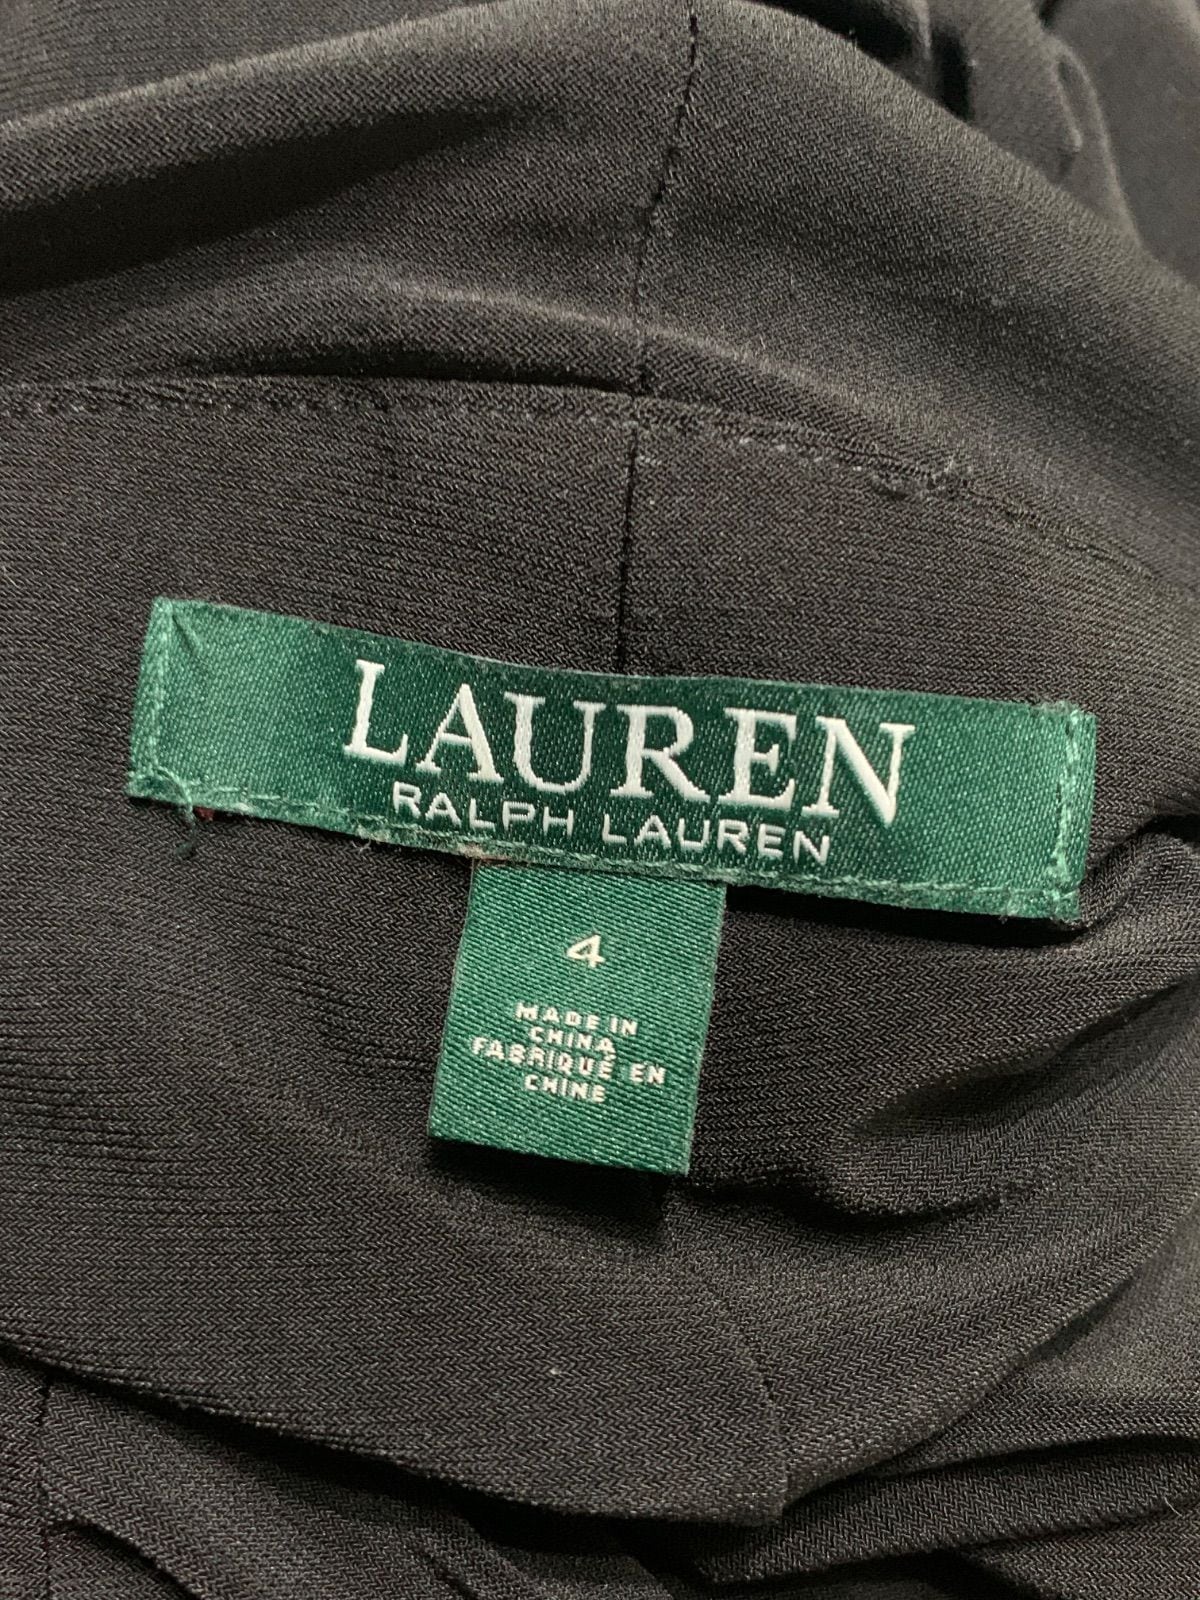 LAUREN
RALPH LAUREN
4
MADE IN
CHINA
FABRIQUÉ EN
CHINE